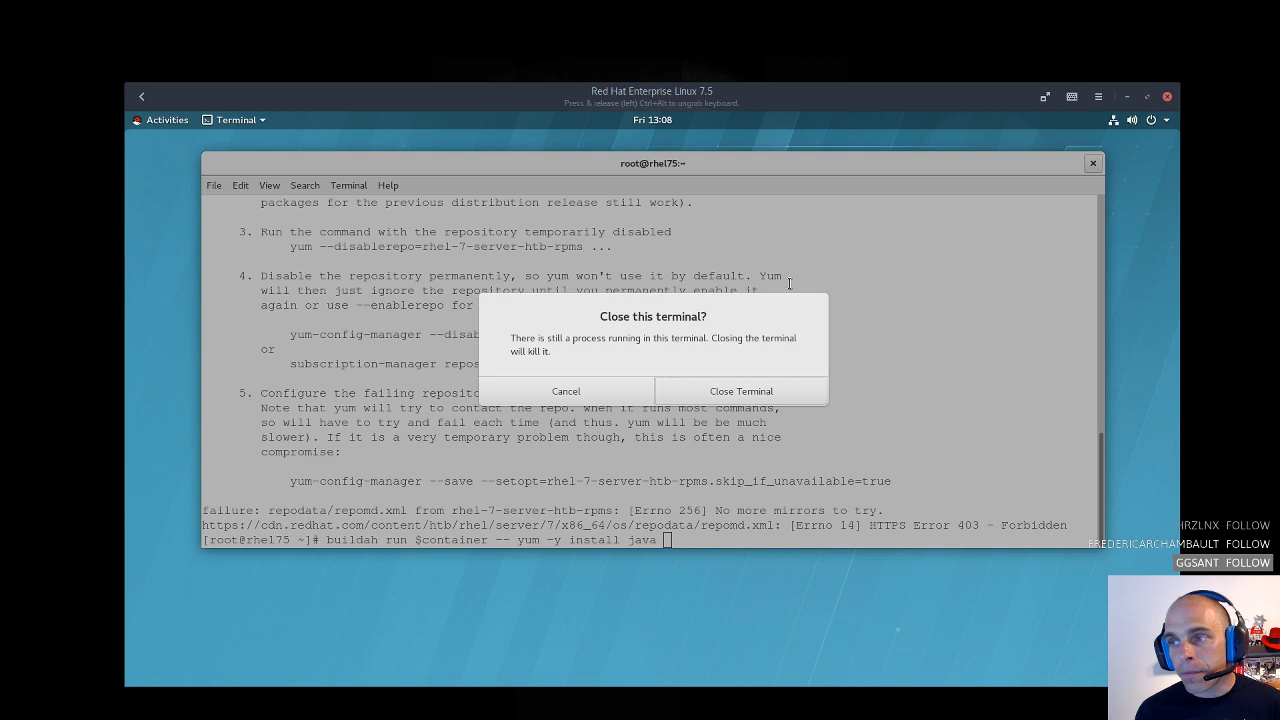 Red Hat Enterprise Linux 7.5
Press & release (left) Ctrl+Alt to ungrab keyboard.
Activities Terminal Fri 13:08
root@rhel75:~
File Edit View Search Terminal Help
packages for the previous distribution release still work).
3. Run the command with the repository temporarily disabled
yum --disablerepo=rhel-7-server-htb-rpms ...
4. Disable the repository permanently, so yum won't use it by default. Yum
will then just ignore the repository until you permanently enable it
again or use --enablerepo for
yum-config-manager --disab
or
subscription-manager repos
5. Configure the failing reposito
Note that yum will try to contact the repo. when it runs most commands,
so will have to try and fail each time (and thus. yum will be be much
slower). If it is a very temporary problem though, this is often a nice
compromise:
yum-config-manager --save --setopt=rhel-7-server-htb-rpms.skip_if_unavailable=true
failure: repodata/repomd.xml from rhel-7-server-htb-rpms: [Errno 256] No more mirrors to try.
https://cdn.redhat.com/content/htb/rhel/server/7/x86_64/os/repodata/repomd.xml: [Errno 14] HTTPS Error 403 - Forbidden
[root@rhel75 ~]# buildah run $container -- yum -y install java
Close this terminal?
There is still a process running in this terminal. Closing the terminal
will kill it.
Cancel Close Terminal
HRZLNX FOLLOW
FREDERICARCHAMBAULT FOLLOW
GGSANT FOLLOW